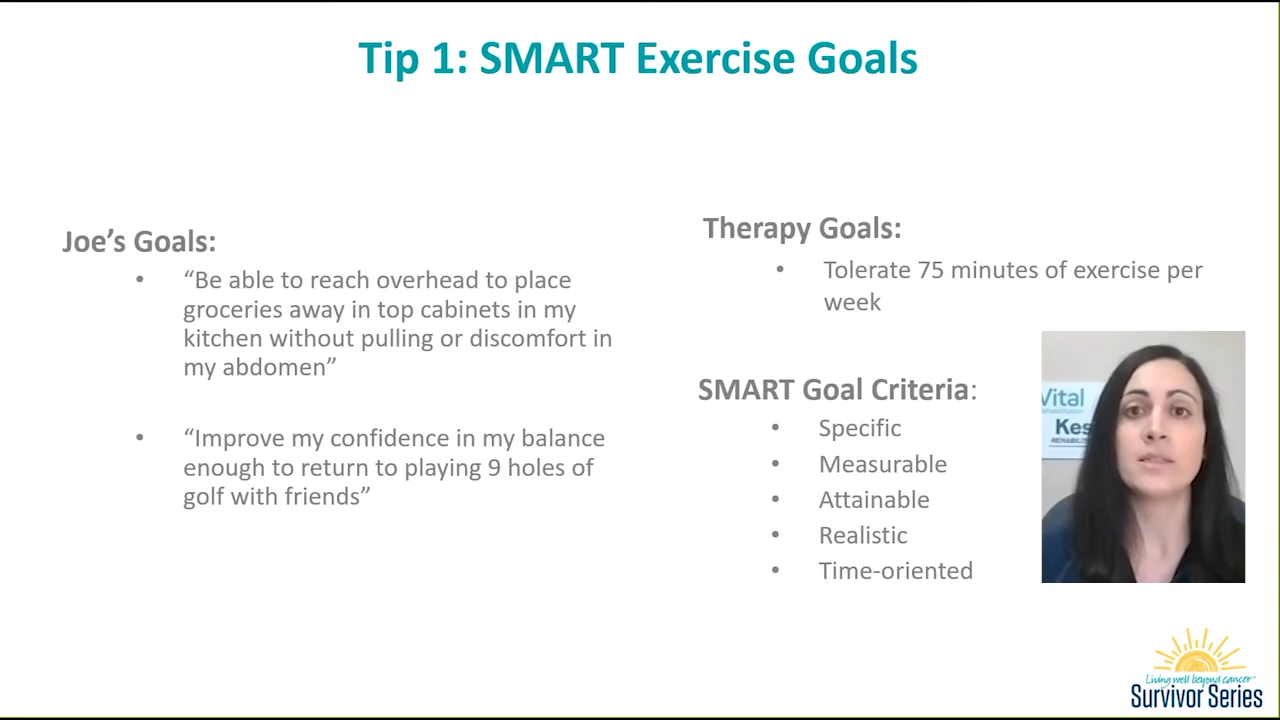 Tip 1: SMART Exercise Goals
Joe’s Goals:
• “Be able to reach overhead to place
groceries away in top cabinets in my
kitchen without pulling or discomfort in
my abdomen”
• “Improve my confidence in my balance
enough to return to playing 9 holes of
golf with friends”
Therapy Goals:
• Tolerate 75 minutes of exercise per
week
SMART Goal Criteria:
• Specific
• Measurable
• Attainable
• Realistic
• Time-oriented
Vital
Kes
Living well beyond cancer™
Survivor Series